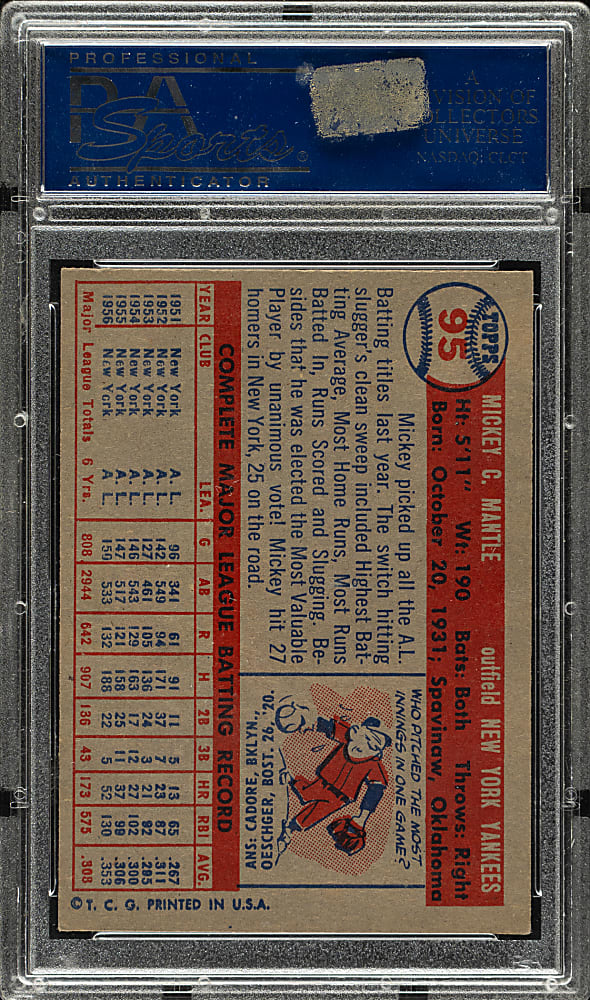 PROFESSIONAL
PSA
Sports ®
AUTHENTICATOR
A
DIVISION OF
COLLECTORS
UNIVERSE
NASDAQ: CLCT
TOPPS
95
MICKEY C. MANTLE outfield NEW YORK YANKEES
Ht: 5'11" Wt: 190 Bats: Both Throws: Right
Born: October 20, 1931; Spavinaw, Oklahoma
Mickey picked up all the A.L.
Batting titles last year. The switch hitting
slugger's clean sweep included Highest Bat-
ting Average, Most Home Runs, Most Runs
Batted In, Runs Scored and Slugging. Be-
sides that he was elected the Most Valuable
Player by unanimous vote! Mickey hit 27
homers in New York, 25 on the road.
WHO PITCHED THE MOST
INNINGS IN ONE GAME?
ANS: CADORE, BKLYN.,
OESCHGER, BOST. 26, '20.
COMPLETE MAJOR LEAGUE BATTING RECORD
YEAR CLUB LEA. G AB R H 2B 3B HR RBI AVG.
1951 New York A. L. 96 341 61 91 11 5 13 65 .267
1952 New York A. L. 142 549 94 171 37 7 23 87 .311
1953 New York A. L. 127 461 105 136 24 3 21 92 .295
1954 New York A. L. 146 543 129 163 17 12 27 102 .300
1955 New York A. L. 147 517 121 158 25 11 37 99 .306
1956 New York A. L. 150 533 132 188 22 5 52 130 .353
Major League Totals 6 Yrs. 808 2944 642 907 136 43 173 575 .308
© T. C. G. PRINTED IN U.S.A.